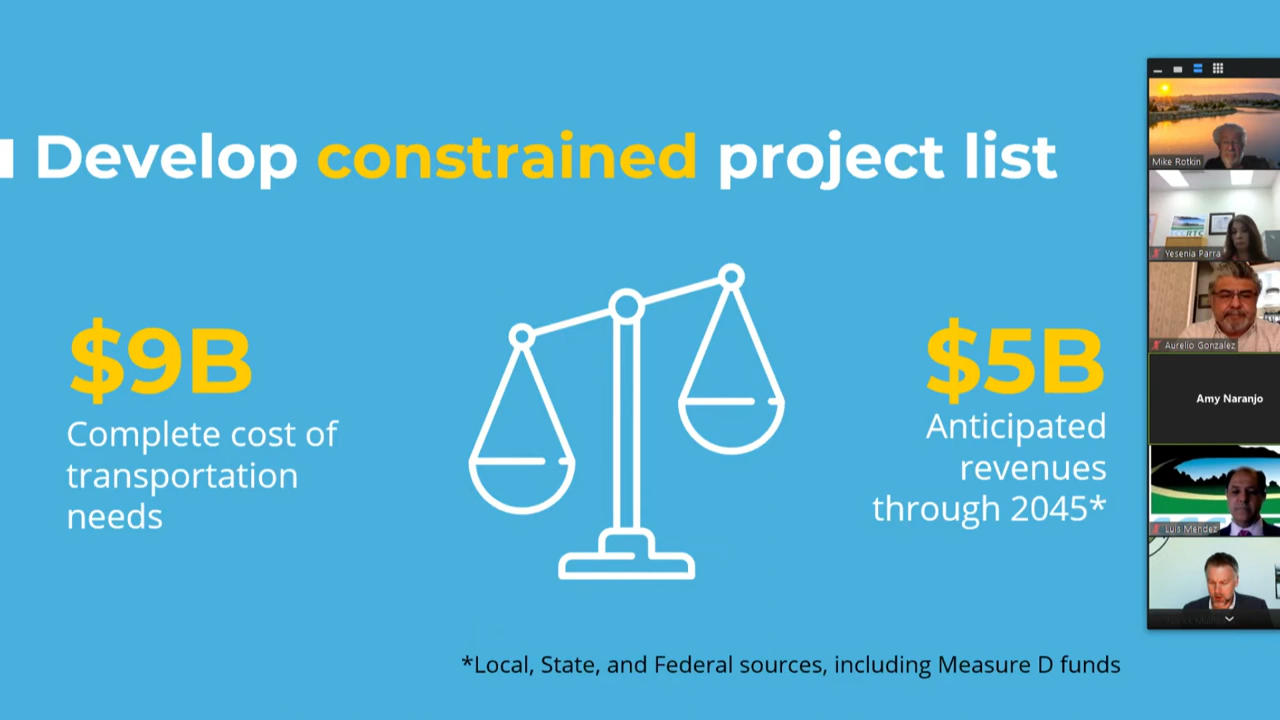 Develop constrained project list
$9B
Complete cost of
transportation
needs
$5B
Anticipated
revenues
through 2045*
*Local, State, and Federal sources, including Measure D funds
Mike Rotkin
Yesenia Parra
Aurelio Gonzalez
Amy Naranjo
Luis Mendez